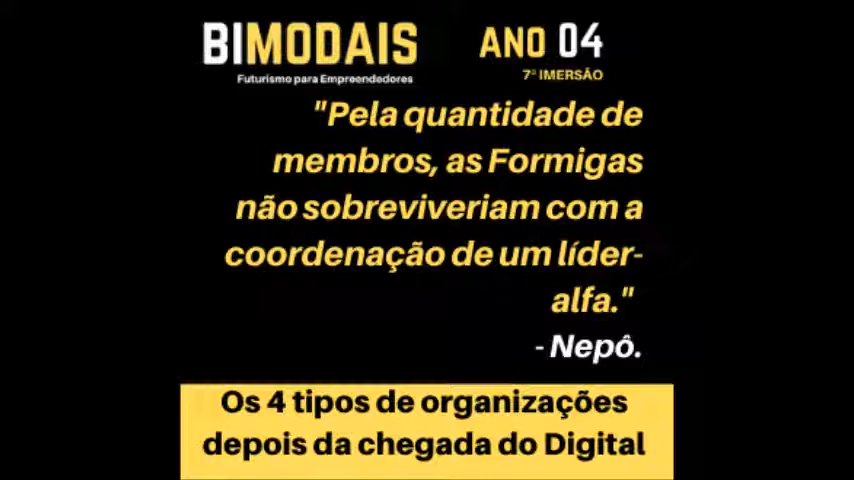 BIMODAIS
Futurismo para Empreendedores
ANO 04
7ª IMERSÃO
"Pela quantidade de
membros, as Formigas
não sobreviveriam com a
coordenação de um líder-
alfa."
- Nepô.
Os 4 tipos de organizações
depois da chegada do Digital